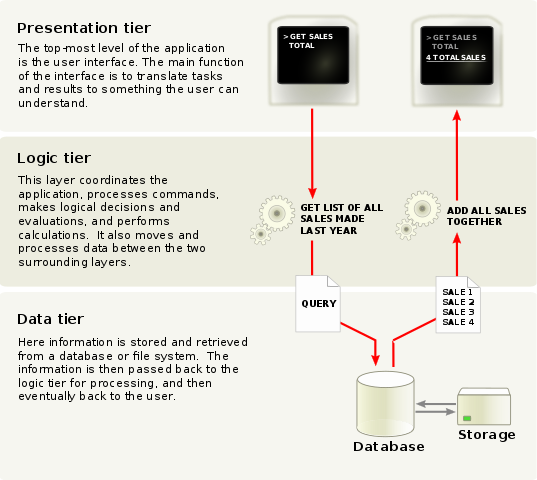 Presentation tier
The top-most level of the application
is the user interface. The main function
of the interface is to translate tasks
and results to something the user can
understand.
> GET SALES
TOTAL
> GET SALES
TOTAL
4 TOTAL SALES
Logic tier
This layer coordinates the
application, processes commands,
makes logical decisions and
evaluations, and performs
calculations. It also moves and
processes data between the two
surrounding layers.
GET LIST OF ALL
SALES MADE
LAST YEAR
ADD ALL SALES
TOGETHER
Data tier
Here information is stored and retrieved
from a database or file system. The
information is then passed back to the
logic tier for processing, and then
eventually back to the user.
QUERY
SALE 1
SALE 2
SALE 3
SALE 4
Database
Storage